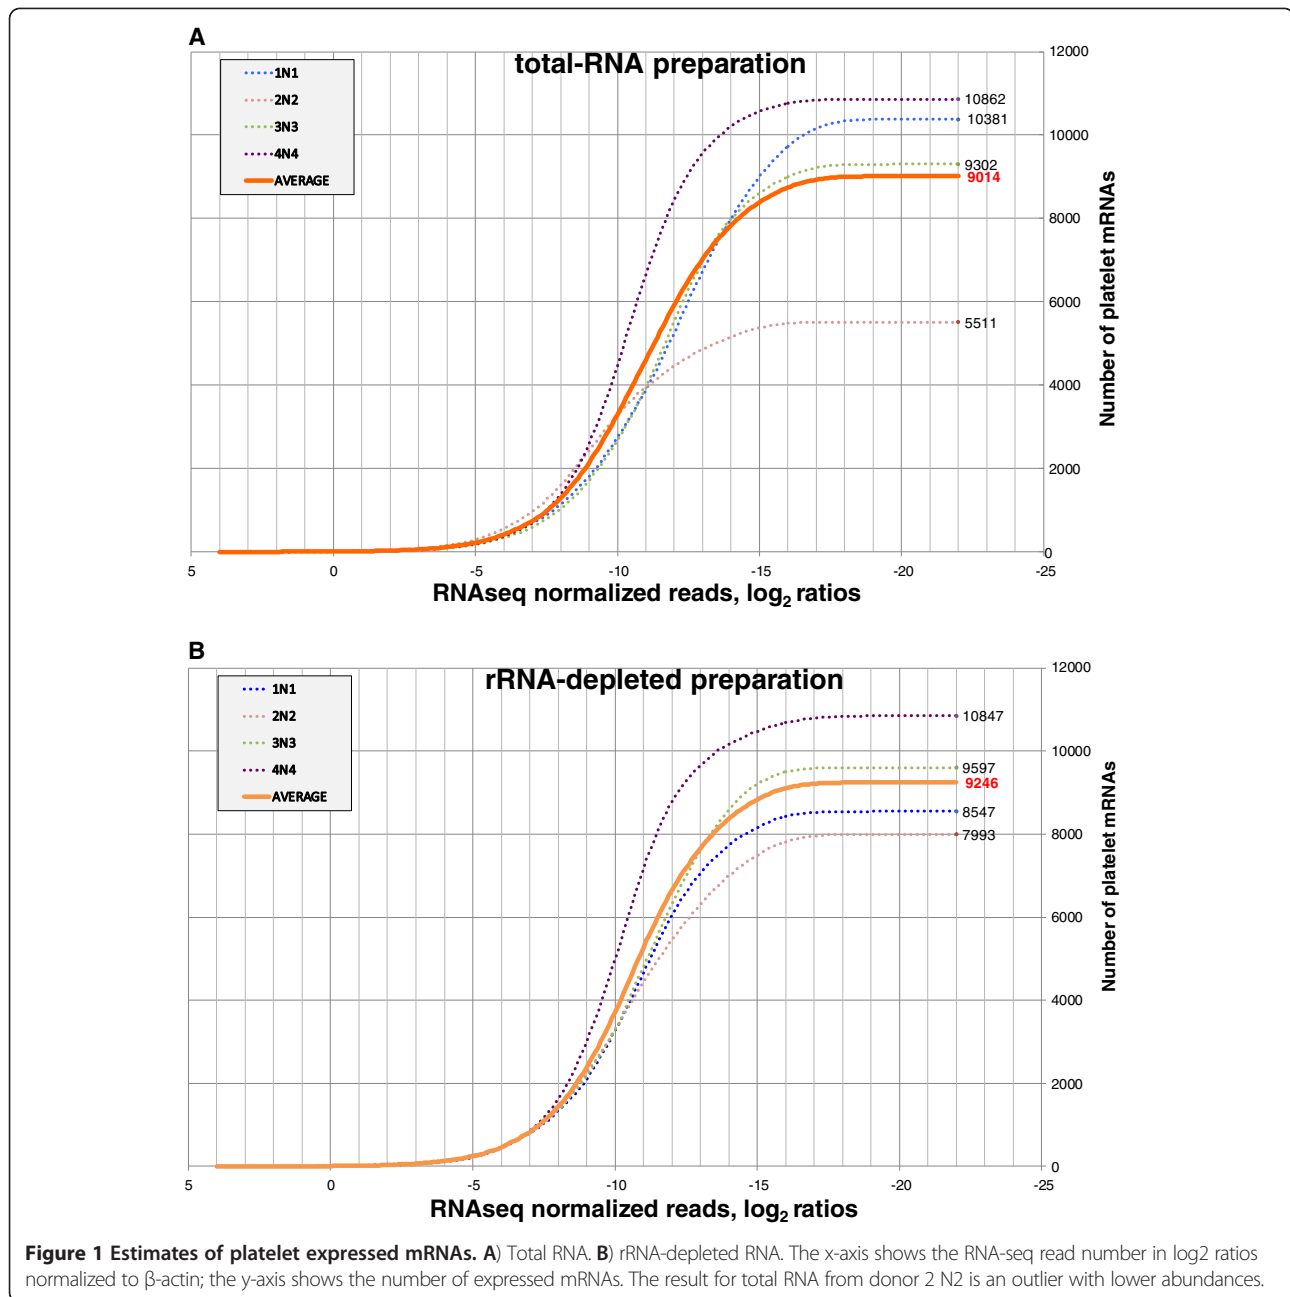 A
total-RNA preparation
1N1
2N2
3N3
4N4
AVERAGE
12000
10000
8000
6000
4000
2000
0
10862
10381
9302
9014
5511
Number of platelet mRNAs
5 0 -5 -10 -15 -20 -25
RNAseq normalized reads, log2 ratios
B
rRNA-depleted preparation
1N1
2N2
3N3
4N4
AVERAGE
12000
10000
8000
6000
4000
2000
0
10847
9597
9246
8547
7993
Number of platelet mRNAs
5 0 -5 -10 -15 -20 -25
RNAseq normalized reads, log2 ratios
Figure 1 Estimates of platelet expressed mRNAs. A) Total RNA. B) rRNA-depleted RNA. The x-axis shows the RNA-seq read number in log2 ratios
normalized to β-actin; the y-axis shows the number of expressed mRNAs. The result for total RNA from donor 2 N2 is an outlier with lower abundances.